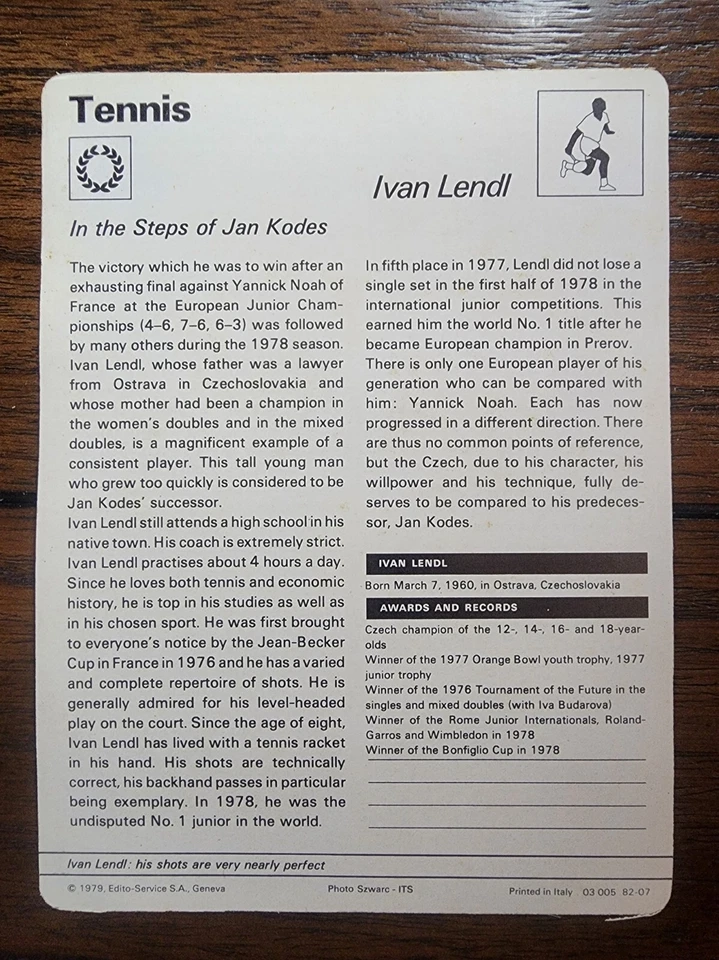 Tennis
Ivan Lendl
In the Steps of Jan Kodes
The victory which he was to win after an
exhausting final against Yannick Noah of
France at the European Junior Cham-
pionships (4–6, 7–6, 6–3) was followed
by many others during the 1978 season.
Ivan Lendl, whose father was a lawyer
from Ostrava in Czechoslovakia and
whose mother had been a champion in
the women's doubles and in the mixed
doubles, is a magnificent example of a
consistent player. This tall young man
who grew too quickly is considered to be
Jan Kodes' successor.
Ivan Lendl still attends a high school in his
native town. His coach is extremely strict.
Ivan Lendl practises about 4 hours a day.
Since he loves both tennis and economic
history, he is top in his studies as well as
in his chosen sport. He was first brought
to everyone's notice by the Jean-Becker
Cup in France in 1976 and he has a varied
and complete repertoire of shots. He is
generally admired for his level-headed
play on the court. Since the age of eight,
Ivan Lendl has lived with a tennis racket
in his hand. His shots are technically
correct, his backhand passes in particular
being exemplary. In 1978, he was the
undisputed No. 1 junior in the world.
In fifth place in 1977, Lendl did not lose a
single set in the first half of 1978 in the
international junior competitions. This
earned him the world No. 1 title after he
became European champion in Prerov.
There is only one European player of his
generation who can be compared with
him: Yannick Noah. Each has now
progressed in a different direction. There
are thus no common points of reference,
but the Czech, due to his character, his
willpower and his technique, fully de-
serves to be compared to his predeces-
sor, Jan Kodes.
IVAN LENDL
Born March 7, 1960, in Ostrava, Czechoslovakia
AWARDS AND RECORDS
Czech champion of the 12-, 14-, 16- and 18-year-
olds
Winner of the 1977 Orange Bowl youth trophy, 1977
junior trophy
Winner of the 1976 Tournament of the Future in the
singles and mixed doubles (with Iva Budarova)
Winner of the Rome Junior Internationals, Roland-
Garros and Wimbledon in 1978
Winner of the Bonfiglio Cup in 1978
Ivan Lendl: his shots are very nearly perfect
© 1979, Edito-Service S.A., Geneva
Photo Szwarc - ITS
Printed in Italy 03 005 82-07